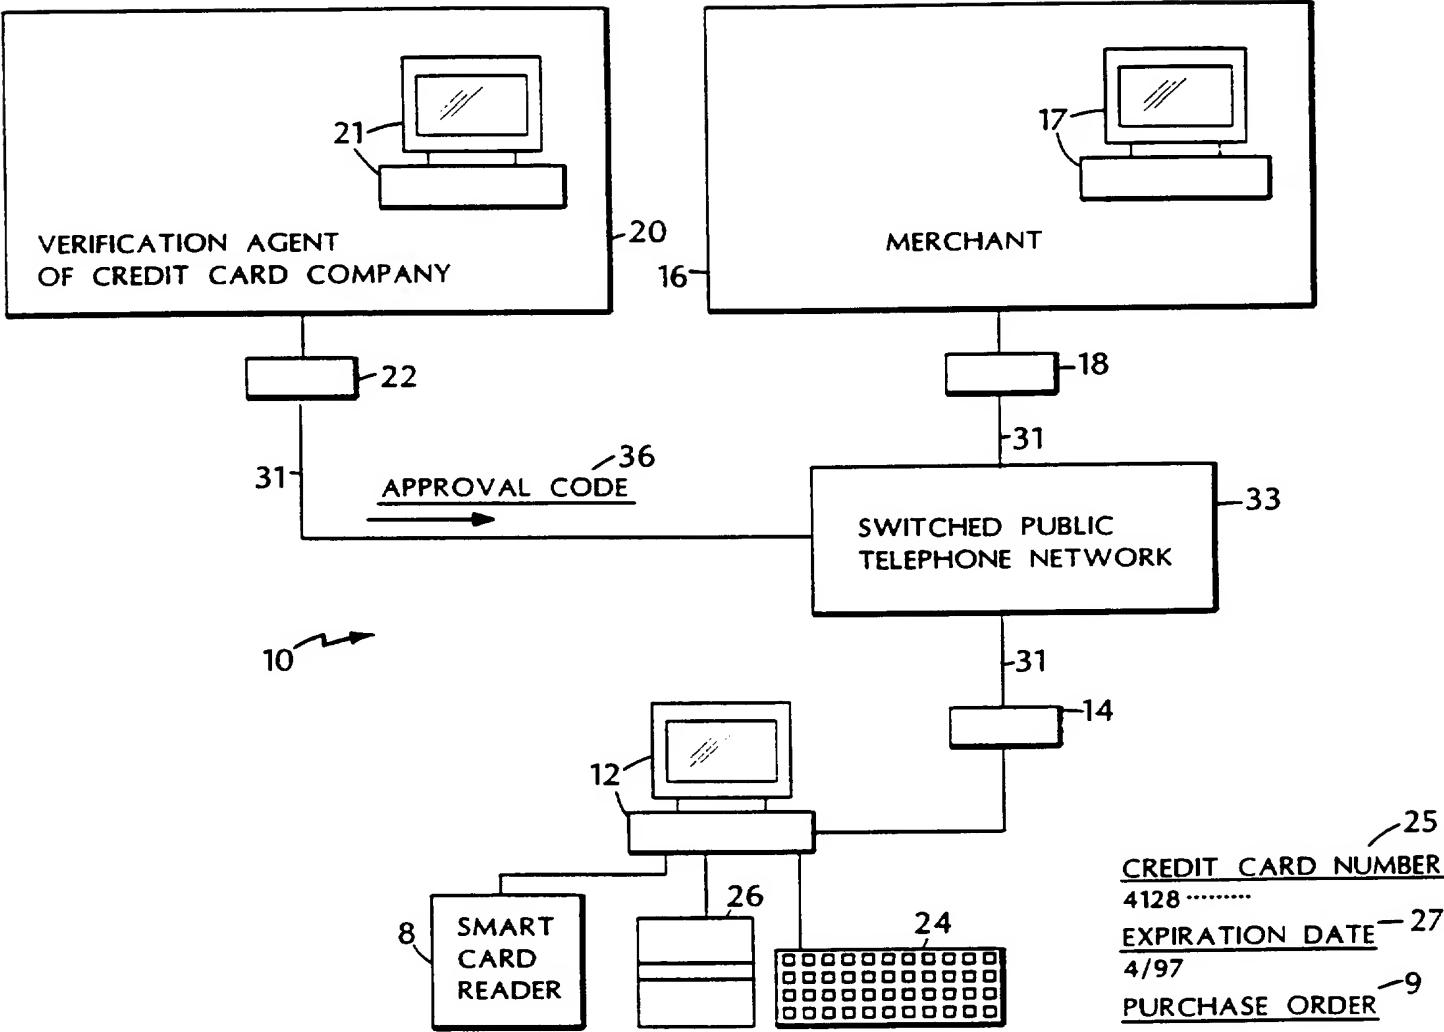 21
17
VERIFICATION AGENT
OF CREDIT CARD COMPANY
20
MERCHANT
16
22
18
31
31
36
APPROVAL CODE
33
SWITCHED PUBLIC
TELEPHONE NETWORK
10
31
14
12
25
CREDIT CARD NUMBER
4128 ·········
27
EXPIRATION DATE
4/97
9
PURCHASE ORDER
8
SMART
CARD
READER
26
24